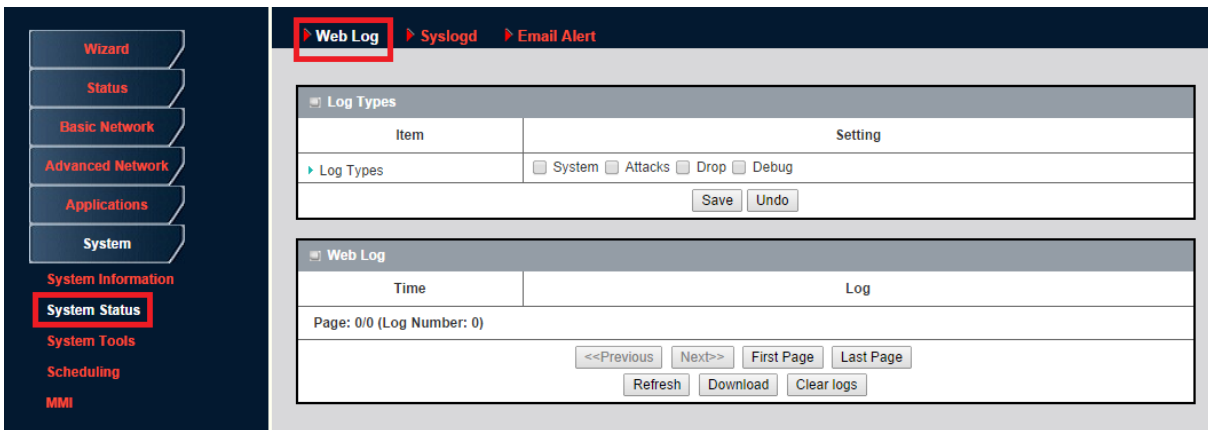 Wizard
Status
Basic Network
Advanced Network
Applications
System
System Information
System Status
System Tools
Scheduling
MMI
Web Log Syslogd Email Alert
Log Types
Item Setting
Log Types System Attacks Drop Debug
Save Undo
Web Log
Time Log
Page: 0/0 (Log Number: 0)
<<Previous Next>> First Page Last Page
Refresh Download Clear logs